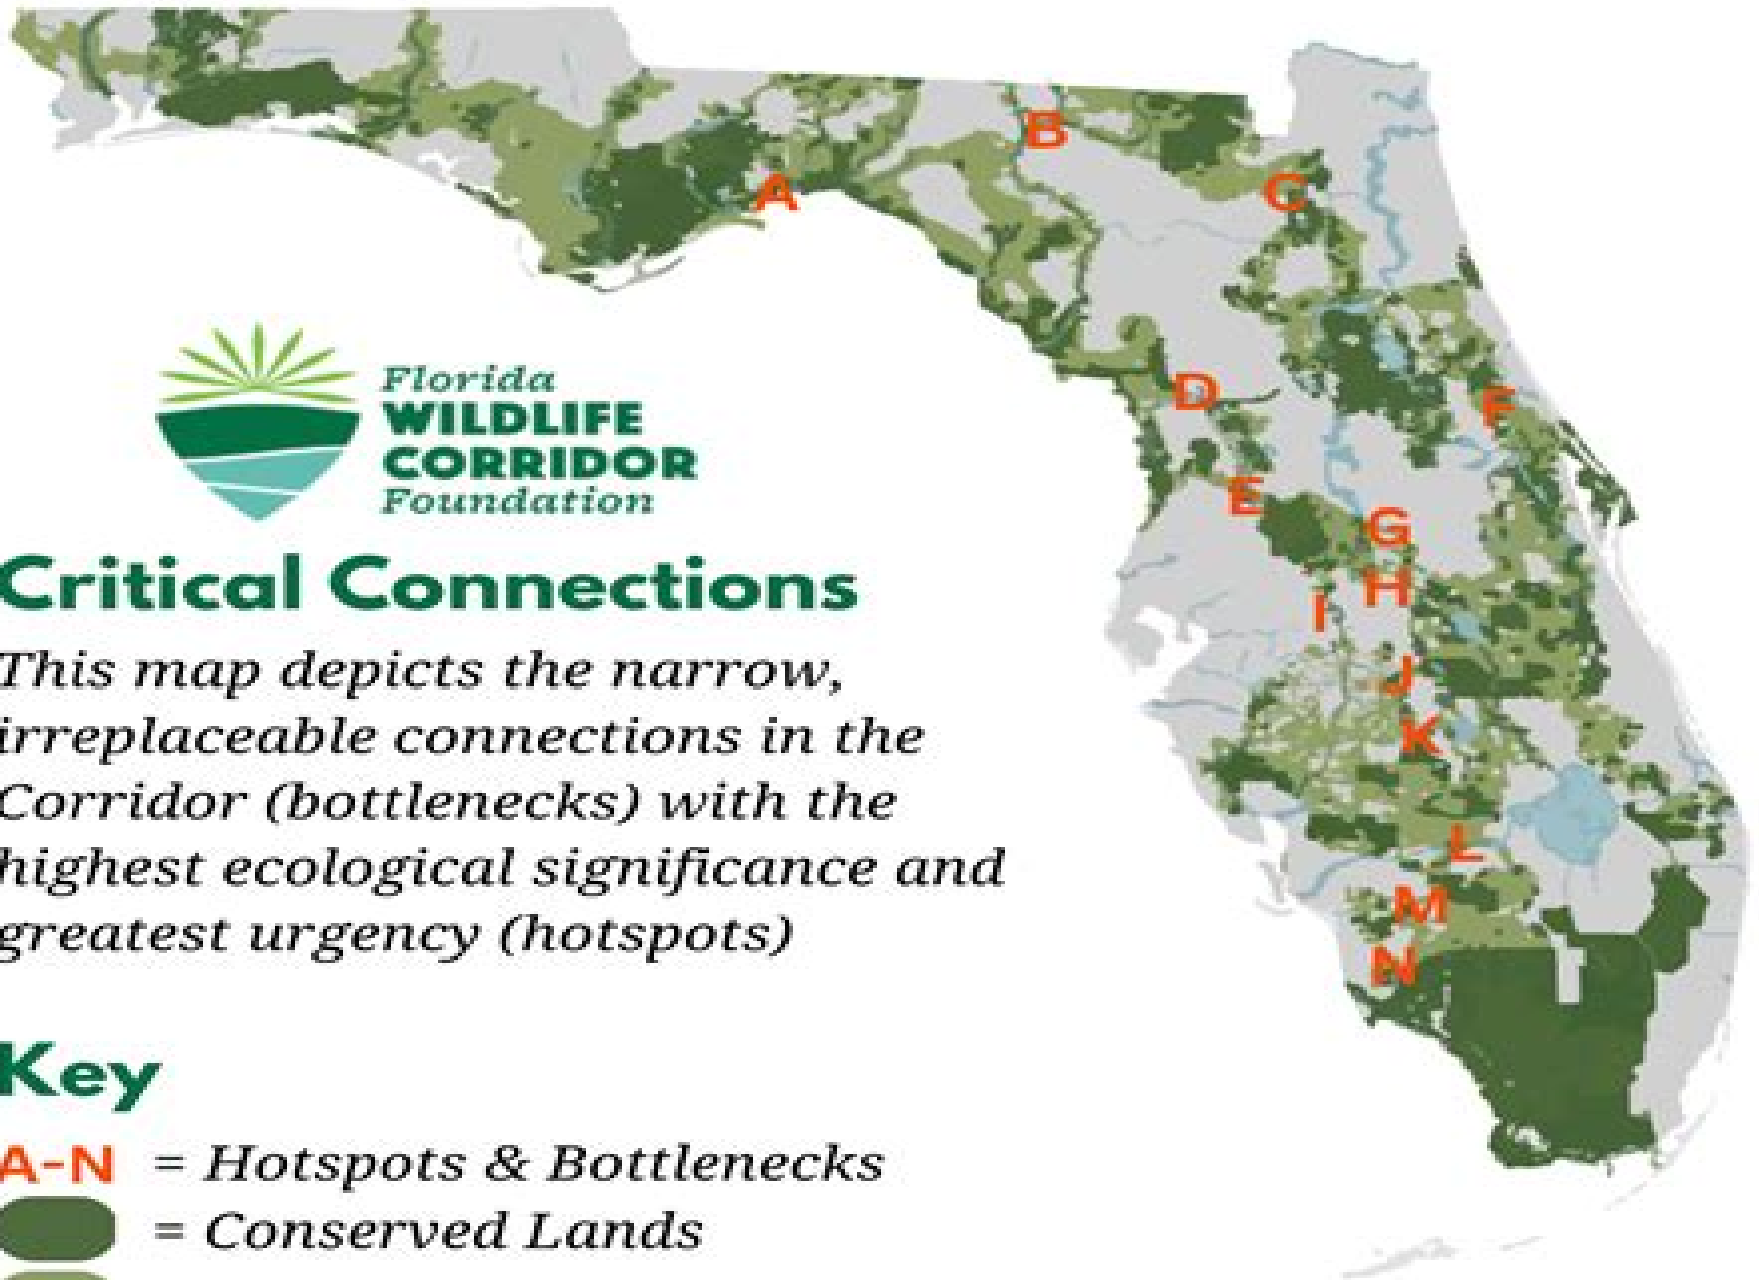 A
B
C
D
F
E
G
H
I
J
K
L
M
N
Florida
WILDLIFE
CORRIDOR
Foundation
Critical Connections
This map depicts the narrow,
irreplaceable connections in the
Corridor (bottlenecks) with the
highest ecological significance and
greatest urgency (hotspots)
Key
A-N = Hotspots & Bottlenecks
= Conserved Lands